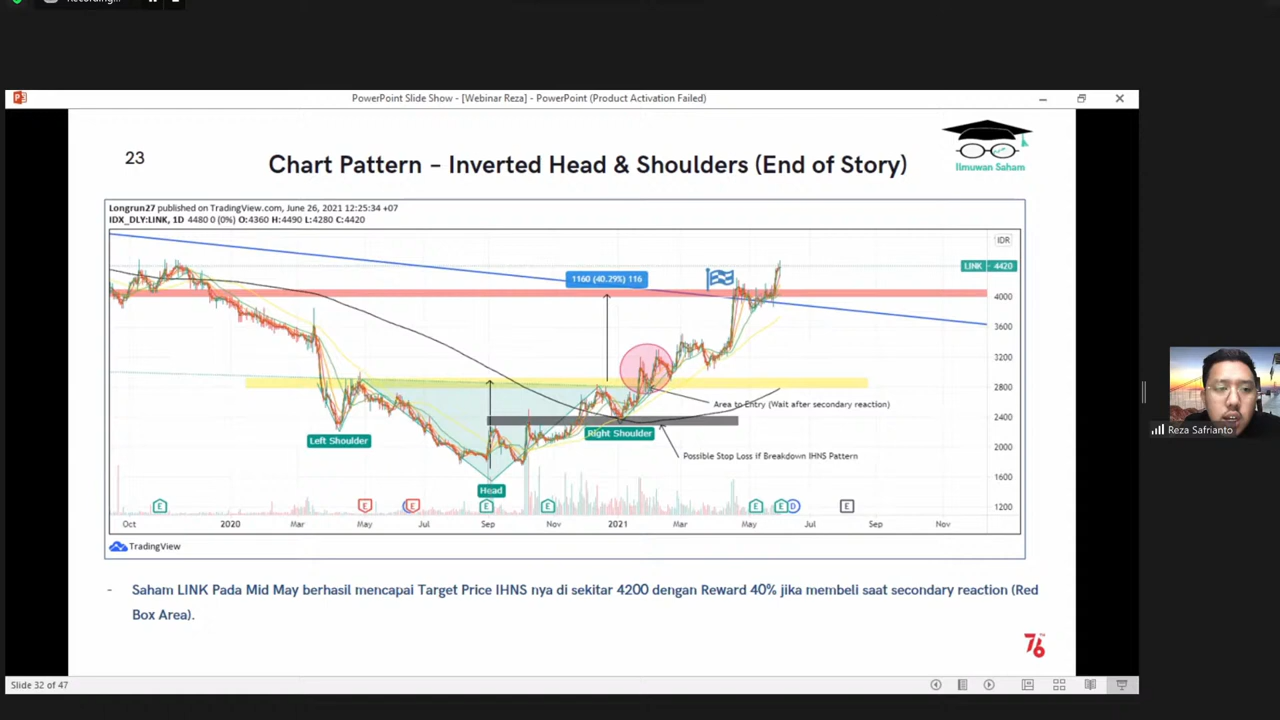 Recording...
PowerPoint Slide Show - [Webinar Reza] - PowerPoint (Product Activation Failed)
23
Chart Pattern – Inverted Head & Shoulders (End of Story)
Ilmuwan Saham
Longrun27 published on TradingView.com, June 26, 2021 12:25:34 +07
IDX_DLY:LINK, 1D 4480 0 (0%) O:4360 H:4490 L:4280 C:4420
IDR
LINK 4420
1160 (40.29%) 116
4000
3600
3200
2800
2400
2000
1600
1200
Area to Entry (Wait after secondary reaction)
Left Shoulder
Right Shoulder
Possible Stop Loss if Breakdown IHNS Pattern
Head
E E E E E E E D E
Oct 2020 Mar May Jul Sep Nov 2021 Mar May Jul Sep Nov
TradingView
- Saham LINK Pada Mid May berhasil mencapai Target Price IHNS nya di sekitar 4200 dengan Reward 40% jika membeli saat secondary reaction (Red
Box Area).
76
Slide 32 of 47
Reza Safrianto